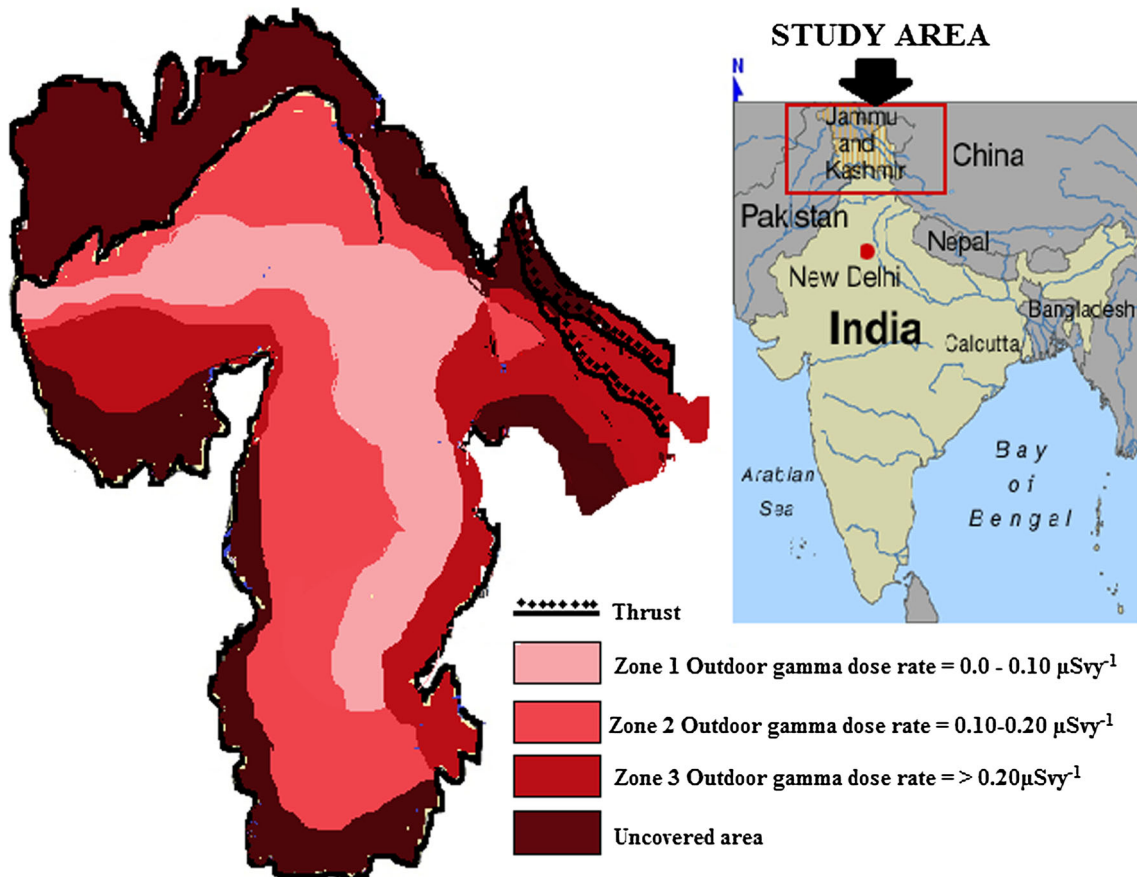 STUDY AREA
N
Jammu
and
Kashmir
China
Pakistan
Nepal
New Delhi
Bangladesh
India
Calcutta
Arabian
Sea
Bay
of
Bengal
Thrust
Zone 1 Outdoor gamma dose rate = 0.0 - 0.10 µSvy⁻¹
Zone 2 Outdoor gamma dose rate = 0.10-0.20 µSvy⁻¹
Zone 3 Outdoor gamma dose rate = > 0.20µSvy⁻¹
Uncovered area